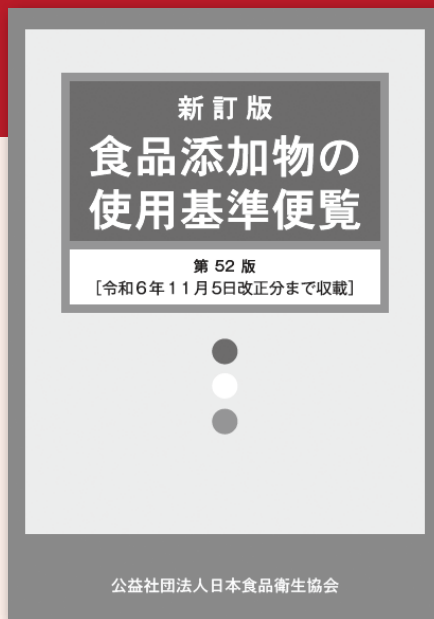 新訂版
食品添加物の
使用基準便覧
第 52 版
［令和6年11月5日改正分まで収載］
公益社団法人日本食品衛生協会